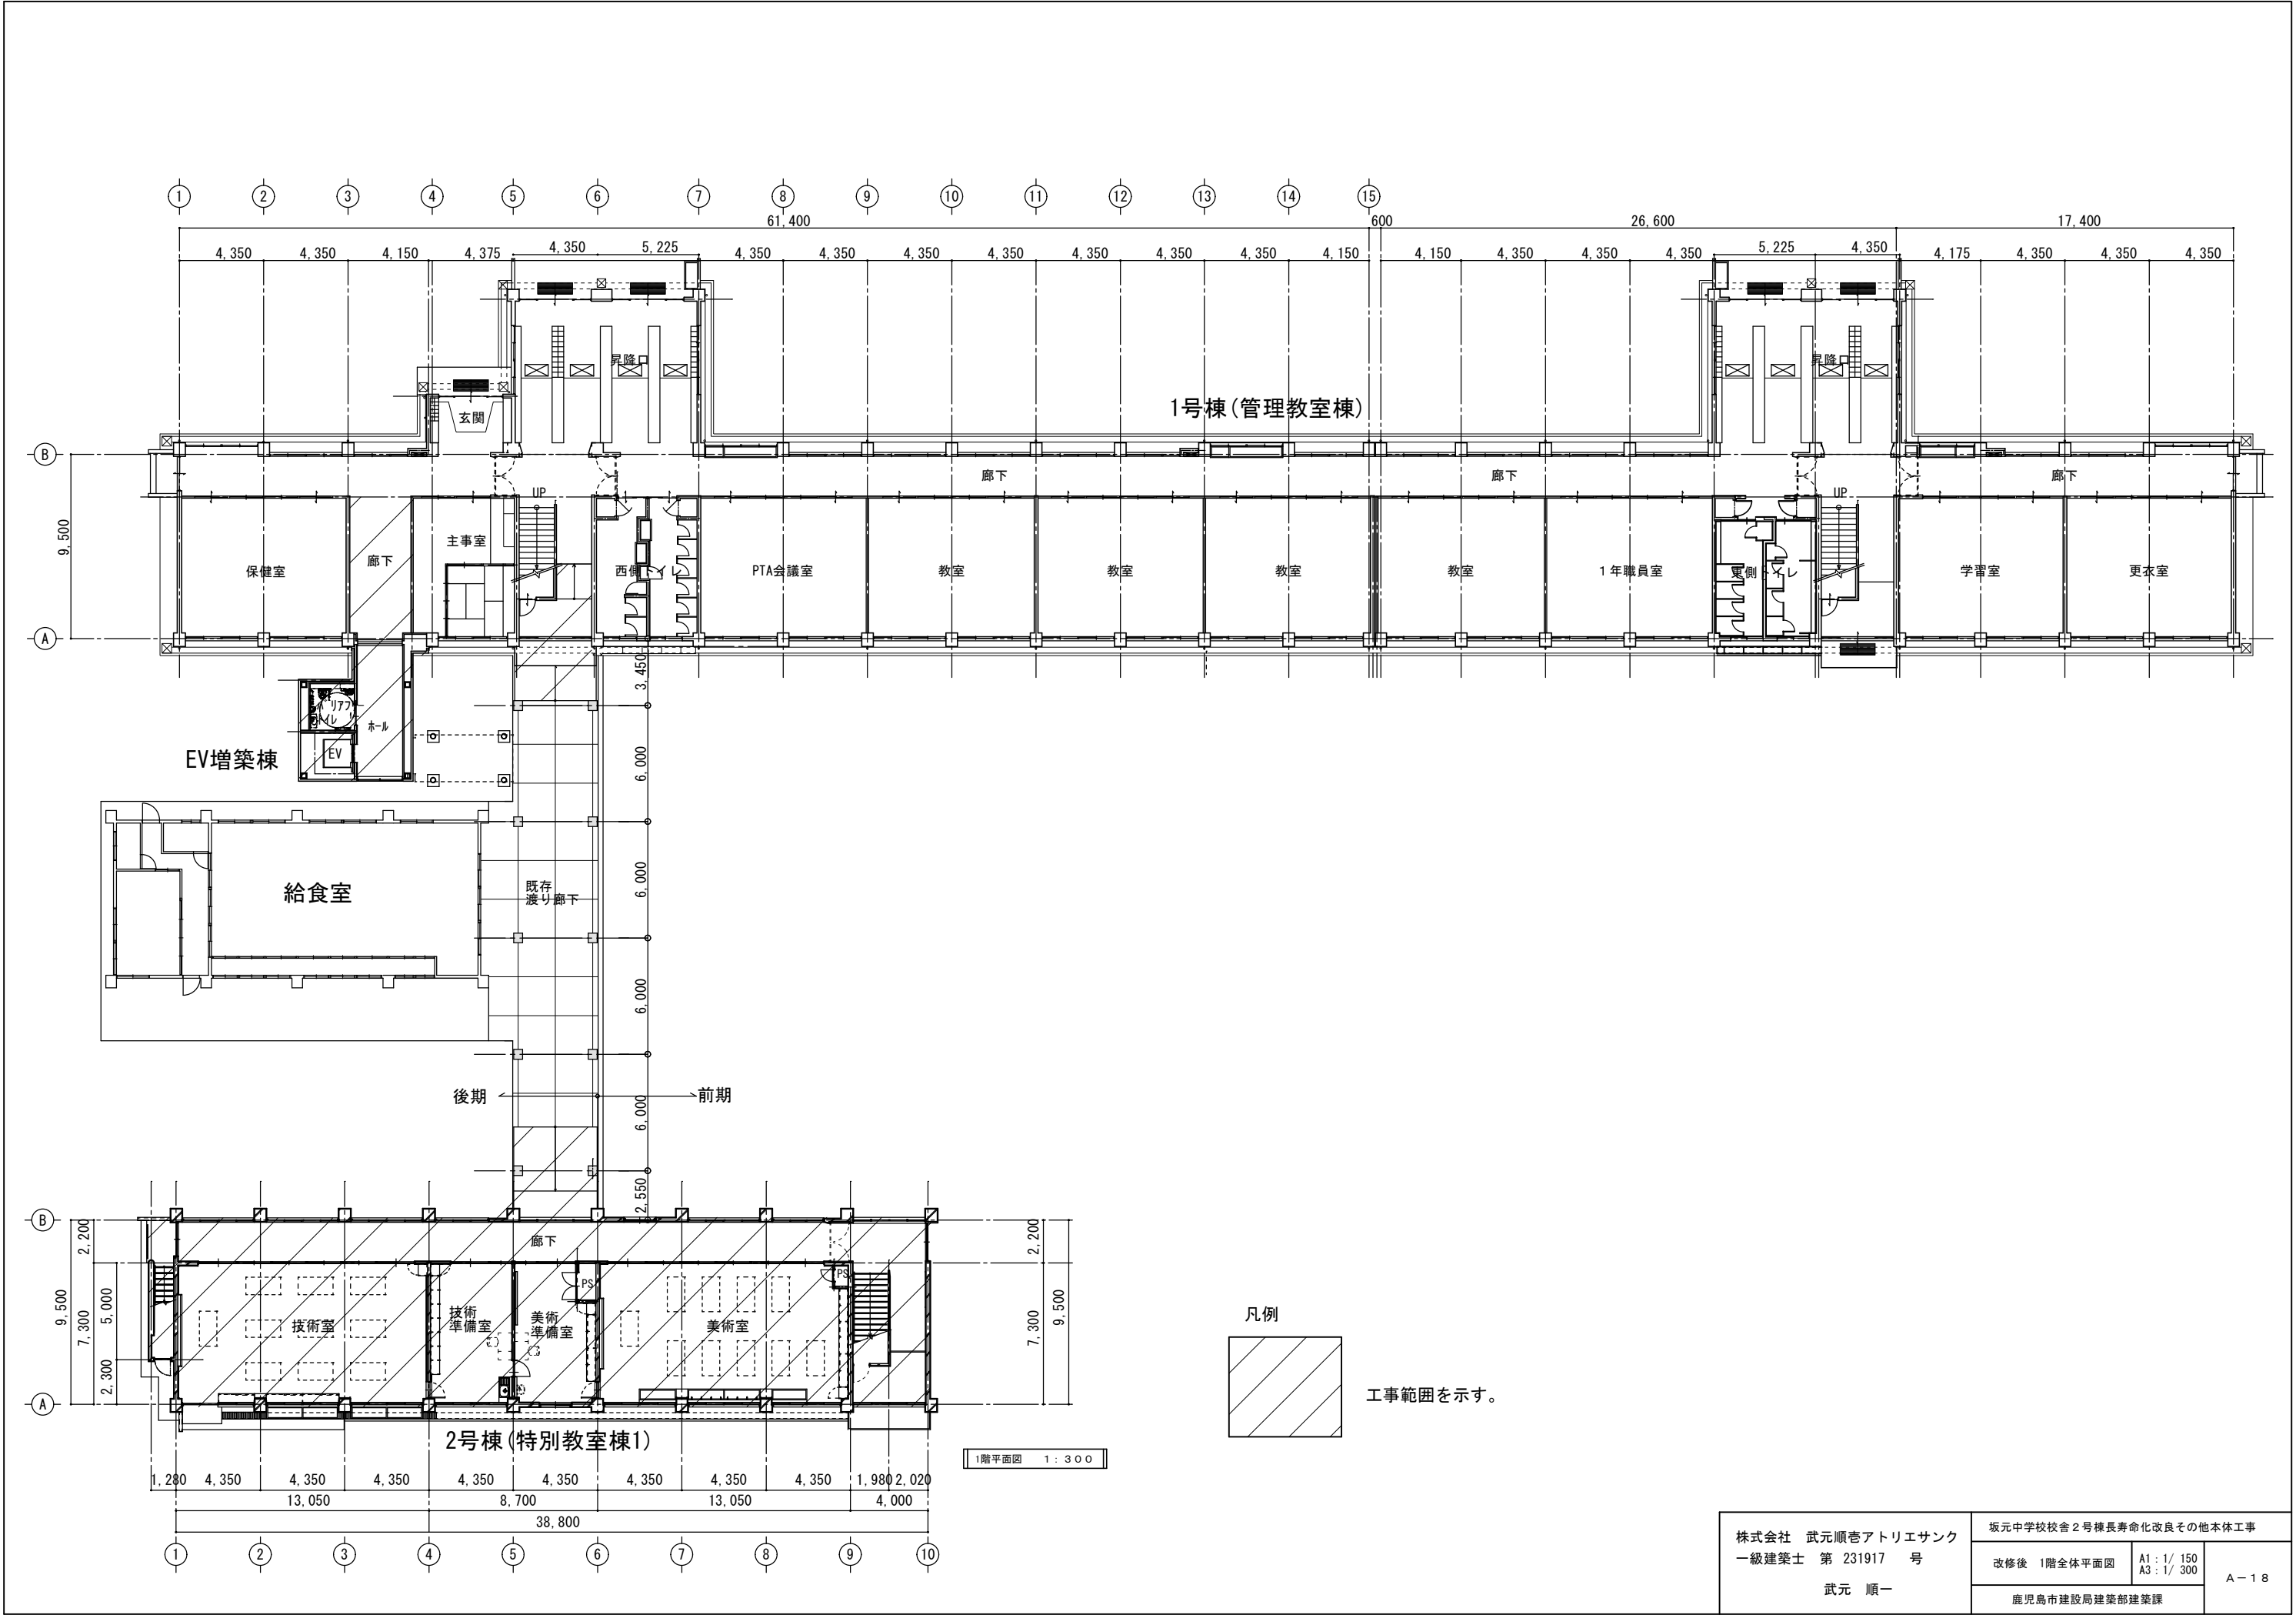 1 2 3 4 5 6 7 8 9 10 11 12 13 14 15
61,400 600 26,600 17,400
4,350 4,350 4,150 4,375 4,350 5,225 4,350 4,350 4,350 4,350 4,350 4,350 4,350 4,150 4,150 4,350 4,350 4,350 5,225 4,350 4,175 4,350 4,350 4,350
昇降口 昇降口
玄関
1号棟(管理教室棟)
B
廊下 廊下 廊下
UP UP
9,500
主事室
廊下
保健室 西側トイレ PTA会議室 教室 教室 教室 教室 1年職員室 東側トイレ 学習室 更衣室
A
3,450
ホール
EV
EV増築棟
6,000
給食室
既存
渡り廊下
6,000
6,000
後期 前期
6,000
2,550
B
2,200 2,200
廊下
PS PS
9,500 7,300 5,000 2,300
技術室
技術
準備室
美術
準備室
美術室
7,300 9,500
A
2号棟(特別教室棟1)
1階平面図 1:300
凡例
工事範囲を示す。
1,280 4,350 4,350 4,350 4,350 4,350 4,350 4,350 4,350 1,980 2,020
13,050 8,700 13,050 4,000
38,800
1 2 3 4 5 6 7 8 9 10
株式会社 武元順壱アトリエサンク
一級建築士 第 231917 号
武元 順一
坂元中学校校舎2号棟長寿命化改良その他本体工事
改修後 1階全体平面図
A1:1/ 150
A3:1/ 300
A-18
鹿児島市建設局建築部建築課